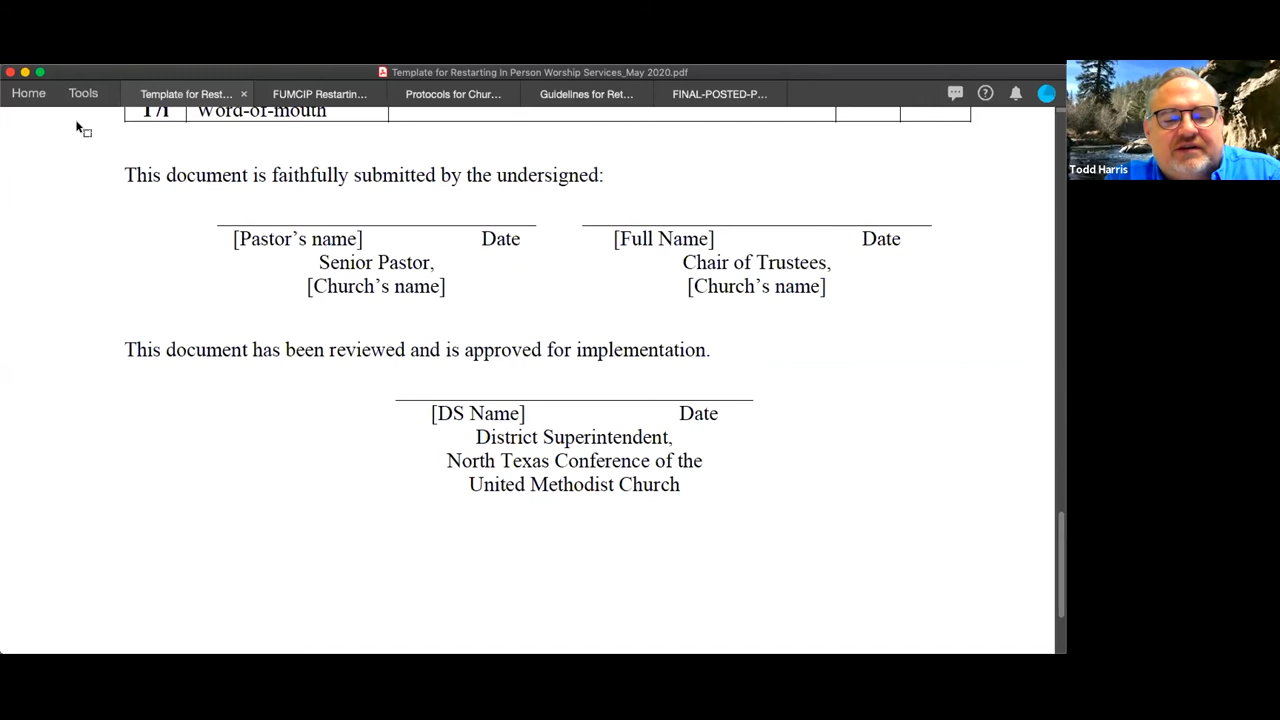 Template for Restarting In Person Worship Services_May 2020.pdf
Home Tools Template for Rest... × FUMCIP Restartin... Protocols for Chur... Guidelines for Ret... FINAL-POSTED-P...
17i Word-of-mouth
This document is faithfully submitted by the undersigned:
[Pastor’s name] Date [Full Name] Date
Senior Pastor, Chair of Trustees,
[Church’s name] [Church’s name]
This document has been reviewed and is approved for implementation.
[DS Name] Date
District Superintendent,
North Texas Conference of the
United Methodist Church
Todd Harris